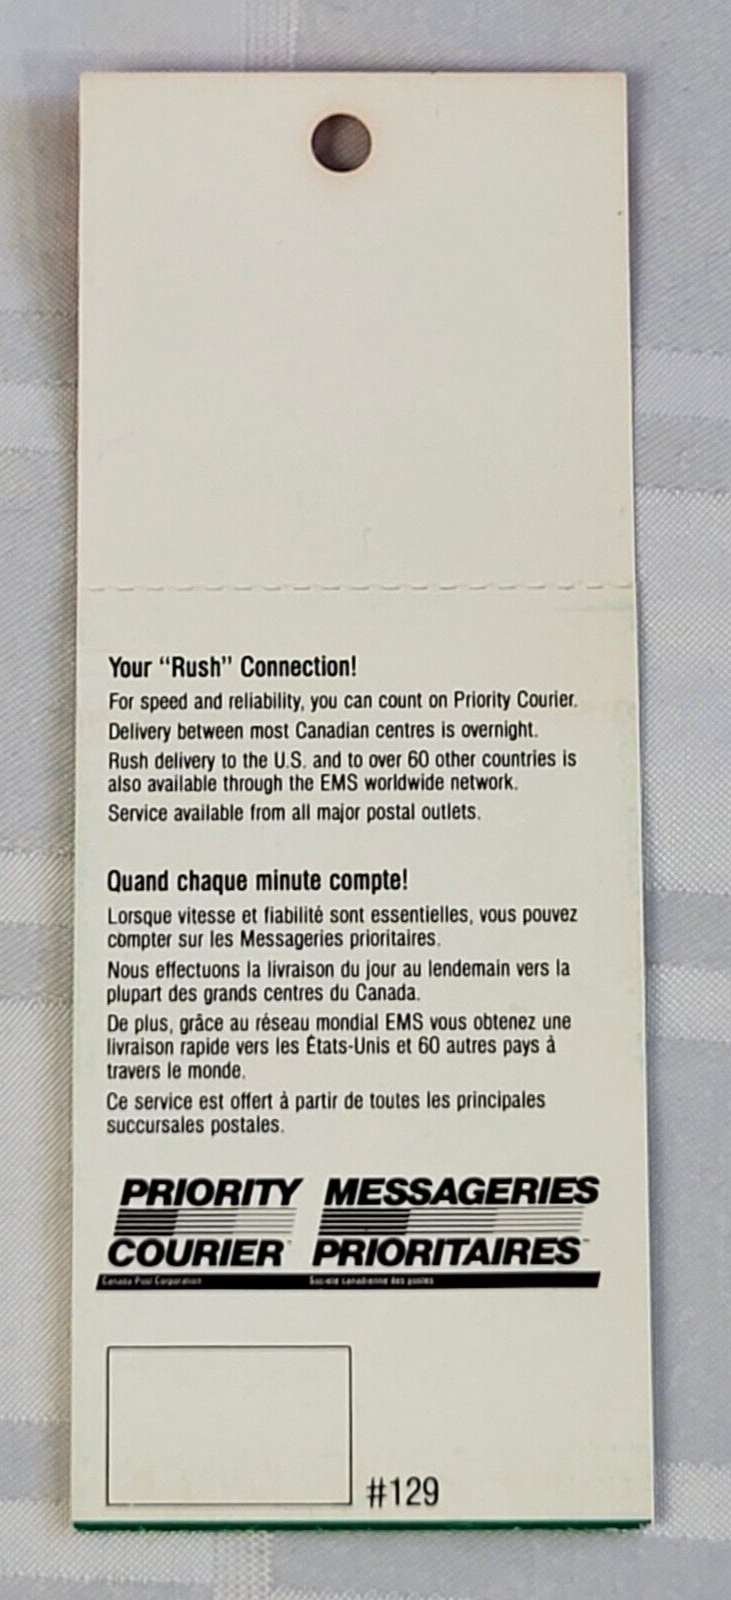 Your “Rush” Connection!
For speed and reliability, you can count on Priority Courier.
Delivery between most Canadian centres is overnight.
Rush delivery to the U.S. and to over 60 other countries is
also available through the EMS worldwide network.
Service available from all major postal outlets.
Quand chaque minute compte!
Lorsque vitesse et fiabilité sont essentielles, vous pouvez
compter sur les Messageries prioritaires.
Nous effectuons la livraison du jour au lendemain vers la
plupart des grands centres du Canada.
De plus, grâce au réseau mondial EMS vous obtenez une
livraison rapide vers les États-Unis et 60 autres pays à
travers le monde.
Ce service est offert à partir de toutes les principales
succursales postales.
PRIORITY MESSAGERIES
COURIER PRIORITAIRES
Canada Post Corporation Société canadienne des postes
#129